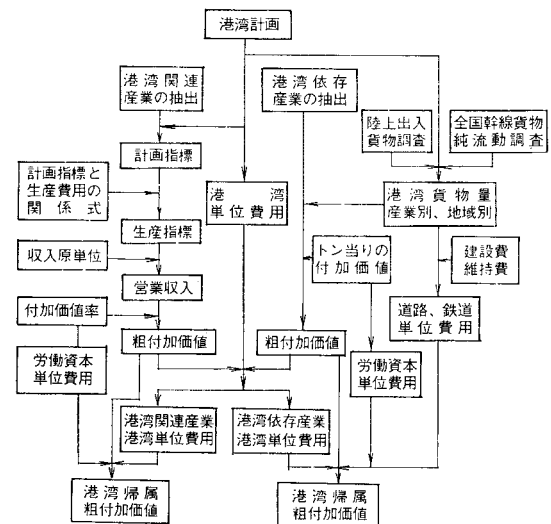 港湾計画
港湾関連
産業の抽出
港湾依存
産業の抽出
陸上出入
貨物調査
全国幹線貨物
純流動調査
計画指標
計画指標と
生産費用の
関係式
港湾
単位費用
港湾貨物量
産業別、地域別
生産指標
収入原単位
トン当りの
付加価値
建設費
維持費
営業収入
付加価値率
道路、鉄道
単位費用
粗付加価値
粗付加価値
労働資本
単位費用
労働資本
単位費用
港湾関連産業
港湾単位費用
港湾依存産業
港湾単位費用
港湾帰属
粗付加価値
港湾帰属
粗付加価値